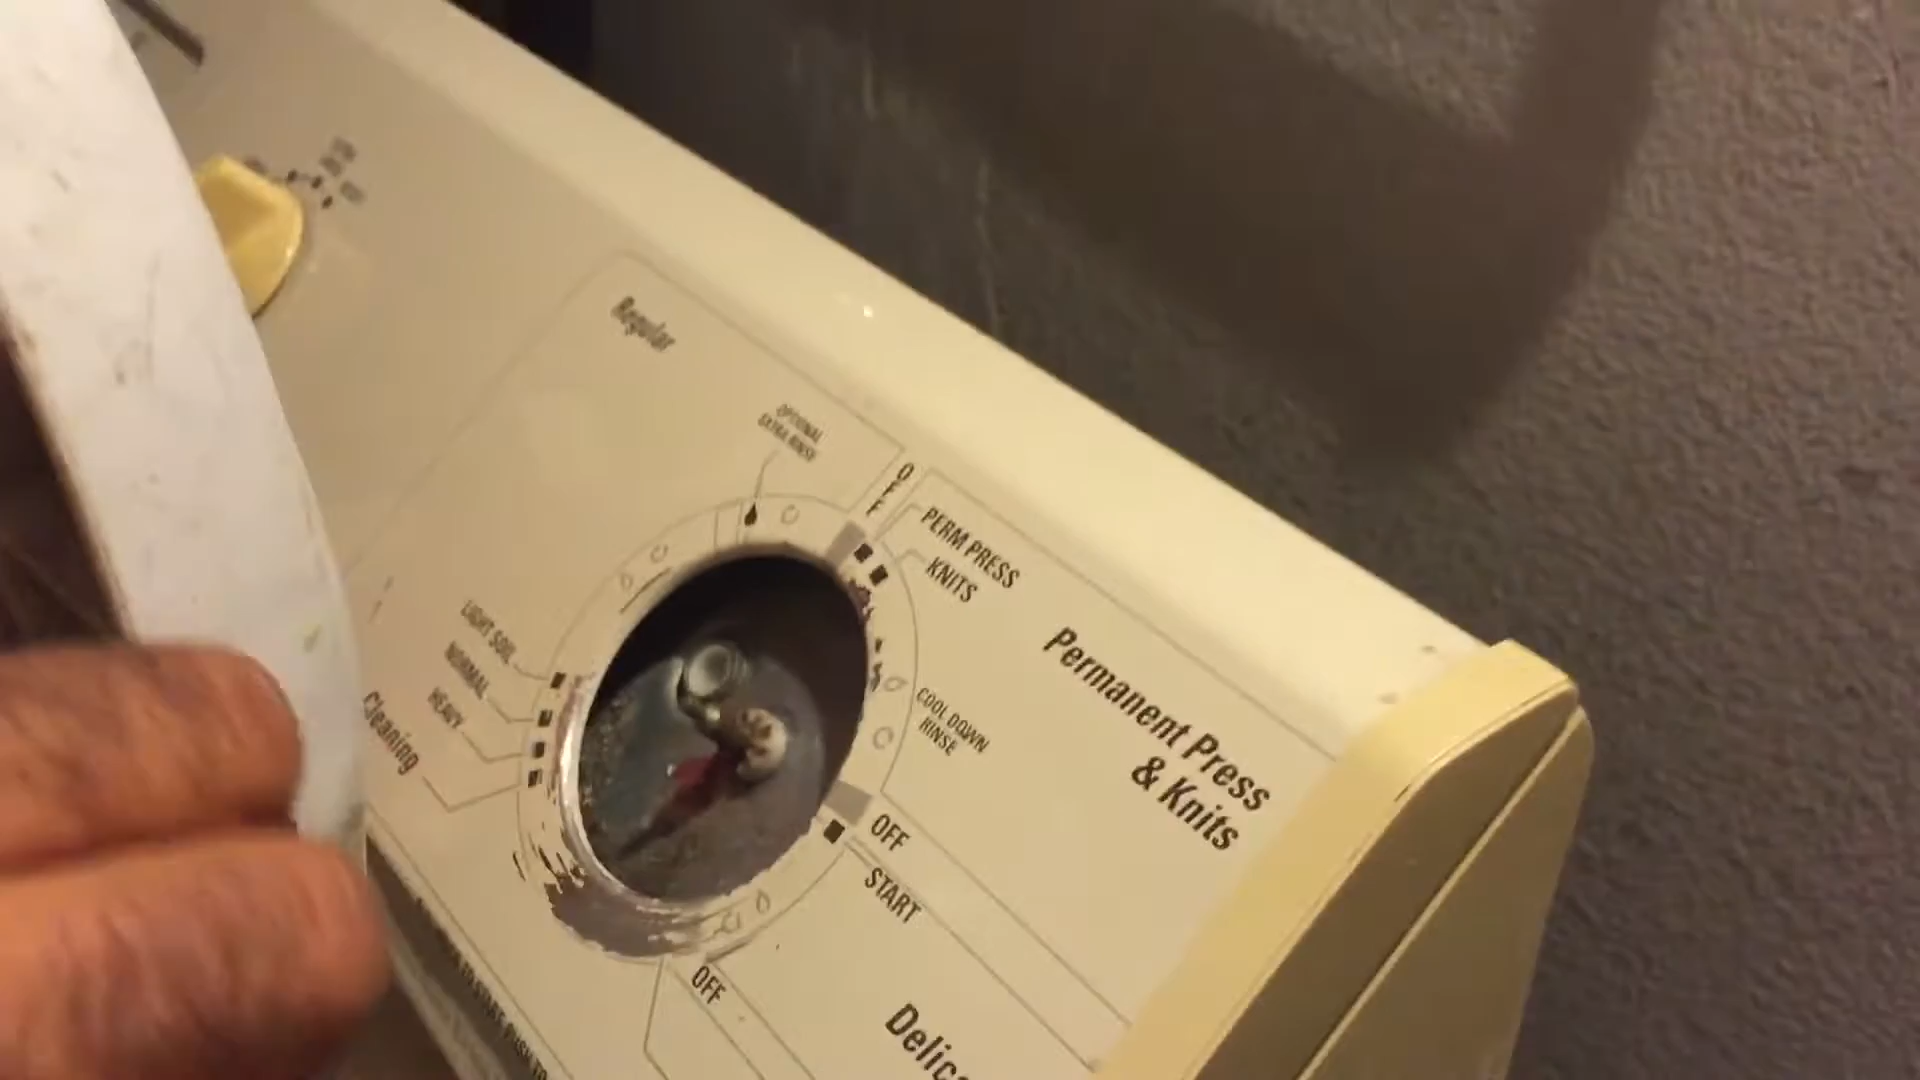 Regular
OPTIONAL
EXTRA RINSE
OFF
PERM PRESS
KNITS
LIGHT SOIL
NORMAL
HEAVY
Cleaning
COOL DOWN
RINSE
Permanent Press
& Knits
OFF
START
OFF
Delica